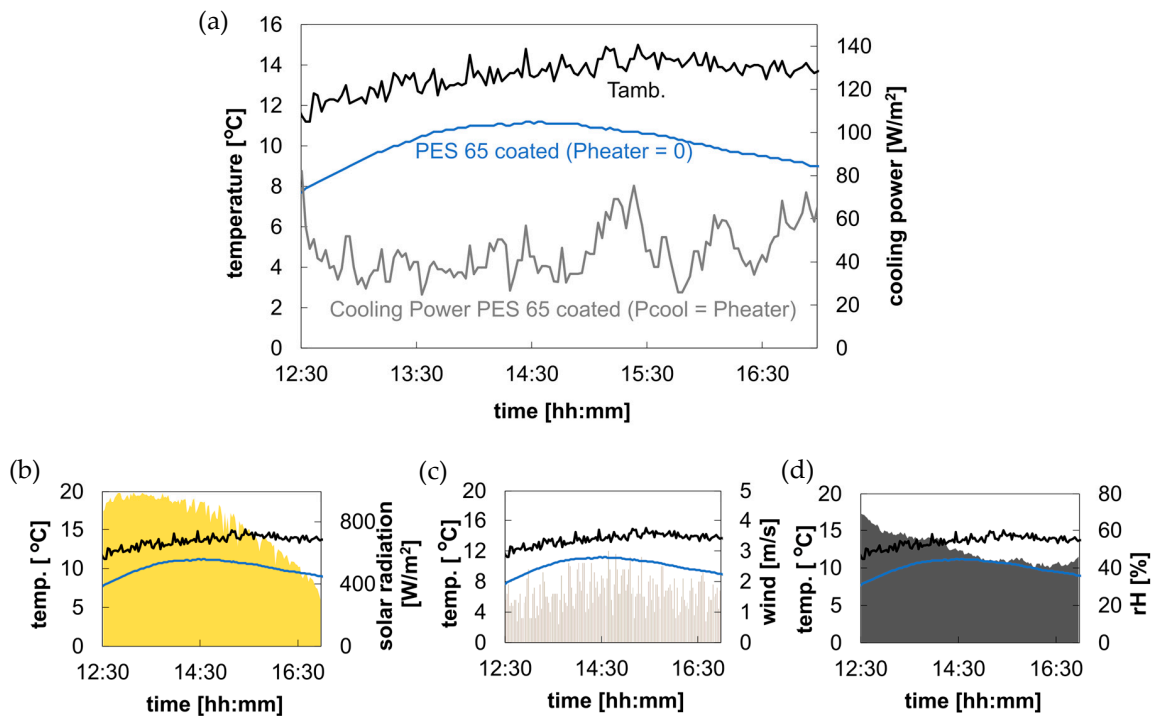 (a)
temperature [°C]
16
14
12
10
8
6
4
2
0
Tamb.
PES 65 coated (Pheater = 0)
Cooling Power PES 65 coated (Pcool = Pheater)
140
120
100
80
60
40
20
0
cooling power [W/m²]
12:30 13:30 14:30 15:30 16:30
time [hh:mm]
(b)
temp. [ °C]
20
15
10
5
0
800
400
0
solar radiation
[W/m²]
12:30 14:30 16:30
time [hh:mm]
(c)
temp. [ °C]
20
16
12
8
4
0
5
4
3
2
1
0
wind [m/s]
12:30 14:30 16:30
time [hh:mm]
(d)
temp. [ °C]
20
15
10
5
0
80
60
40
20
0
rH [%]
12:30 14:30 16:30
time [hh:mm]